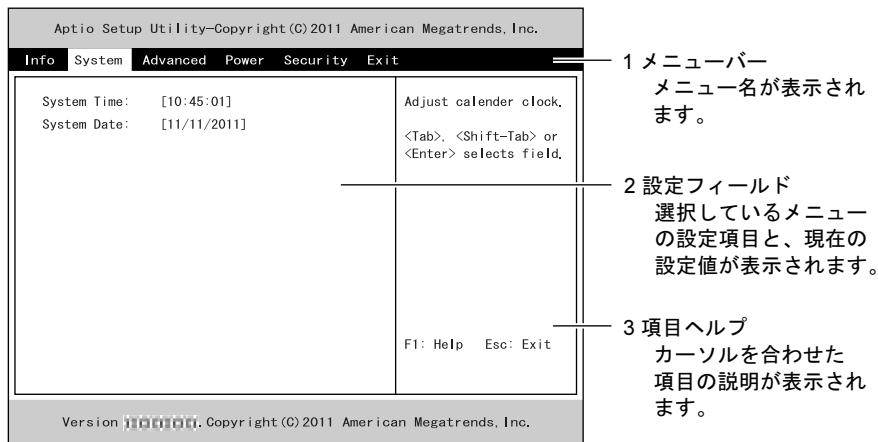 Aptio Setup Utility-Copyright(C)2011 American Megatrends,Inc.
Info System Advanced Power Security Exit
System Time: [10:45:01]
System Date: [11/11/2011]
Adjust calender clock.
<Tab>, <Shift-Tab> or
<Enter> selects field.
F1: Help Esc: Exit
Version . Copyright(C)2011 American Megatrends,Inc.
1 メニューバー
メニュー名が表示され
ます。
2 設定フィールド
選択しているメニュー
の設定項目と、現在の
設定値が表示されます。
3 項目ヘルプ
カーソルを合わせた
項目の説明が表示され
ます。